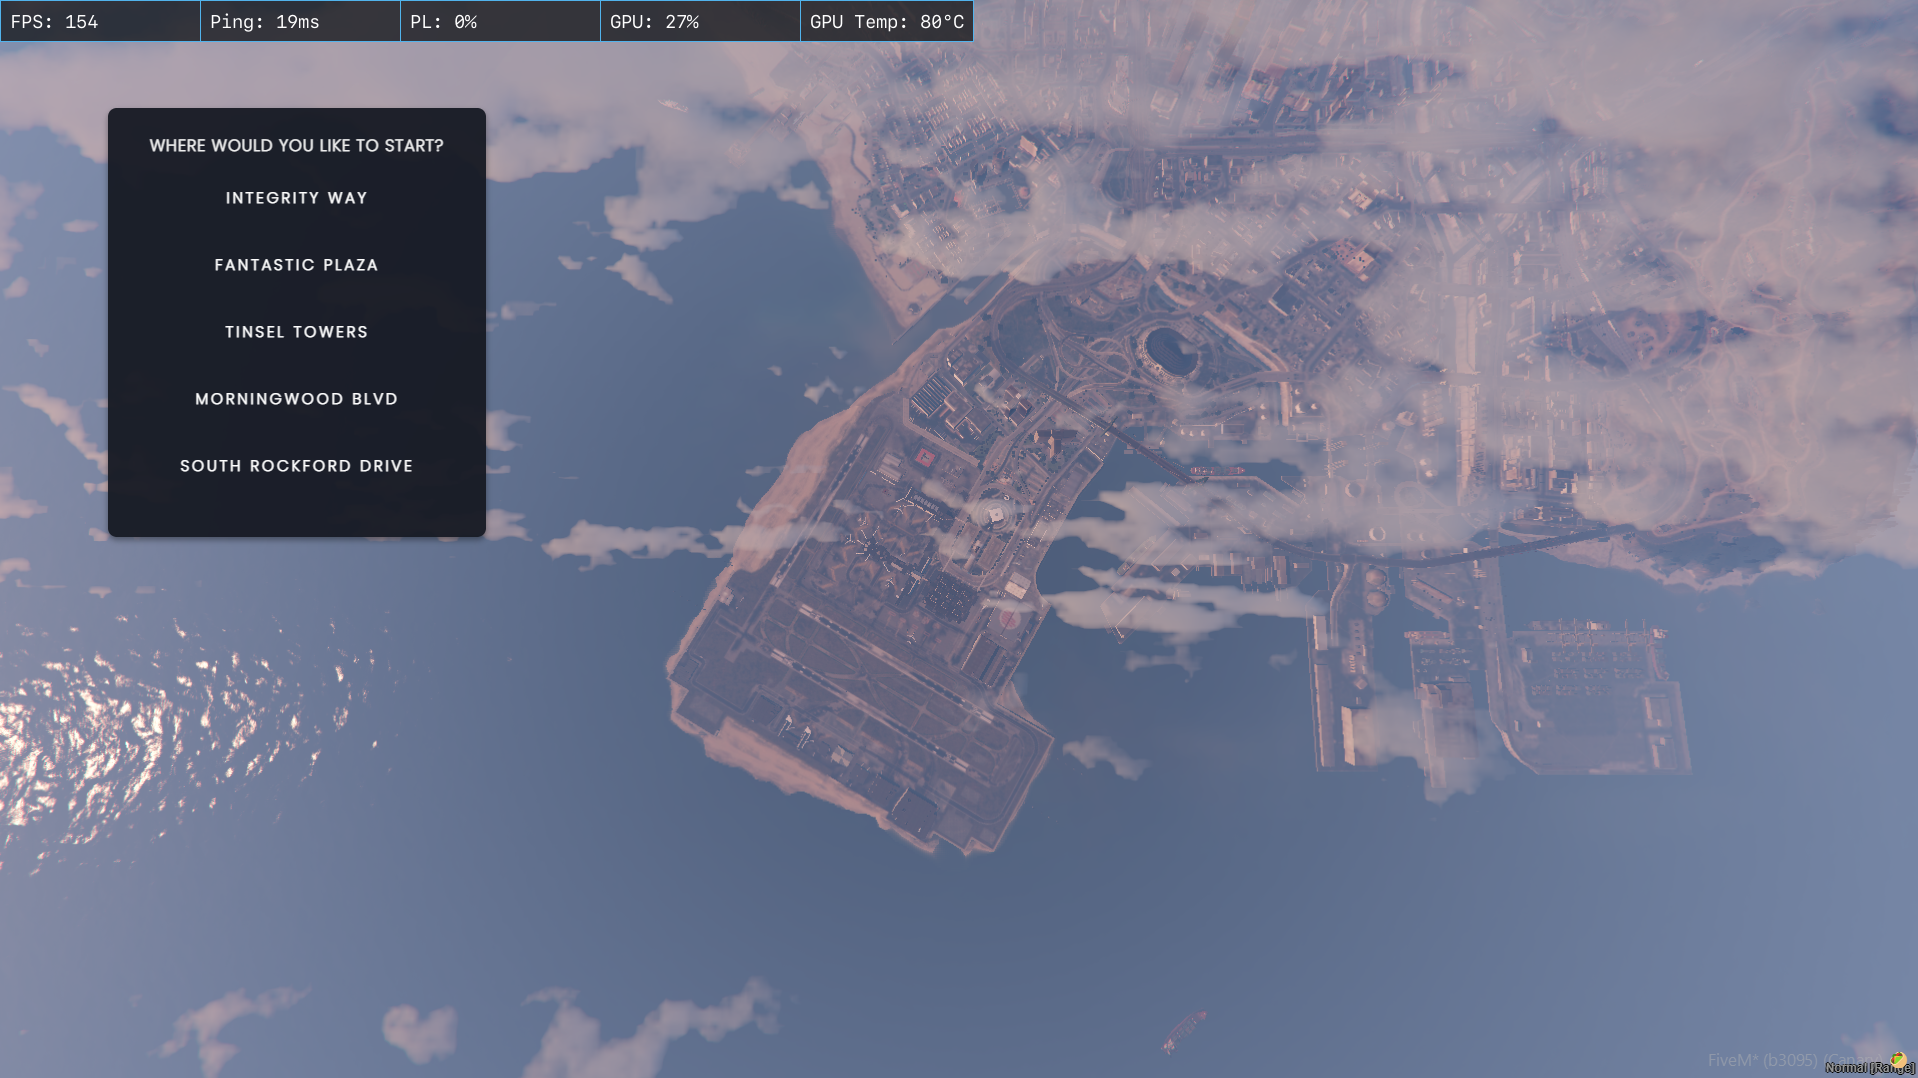 FPS: 154 Ping: 19ms PL: 0% GPU: 27% GPU Temp: 80°C
WHERE WOULD YOU LIKE TO START?
INTEGRITY WAY
FANTASTIC PLAZA
TINSEL TOWERS
MORNINGWOOD BLVD
SOUTH ROCKFORD DRIVE
FiveM* (b3095)
Normal [Range]